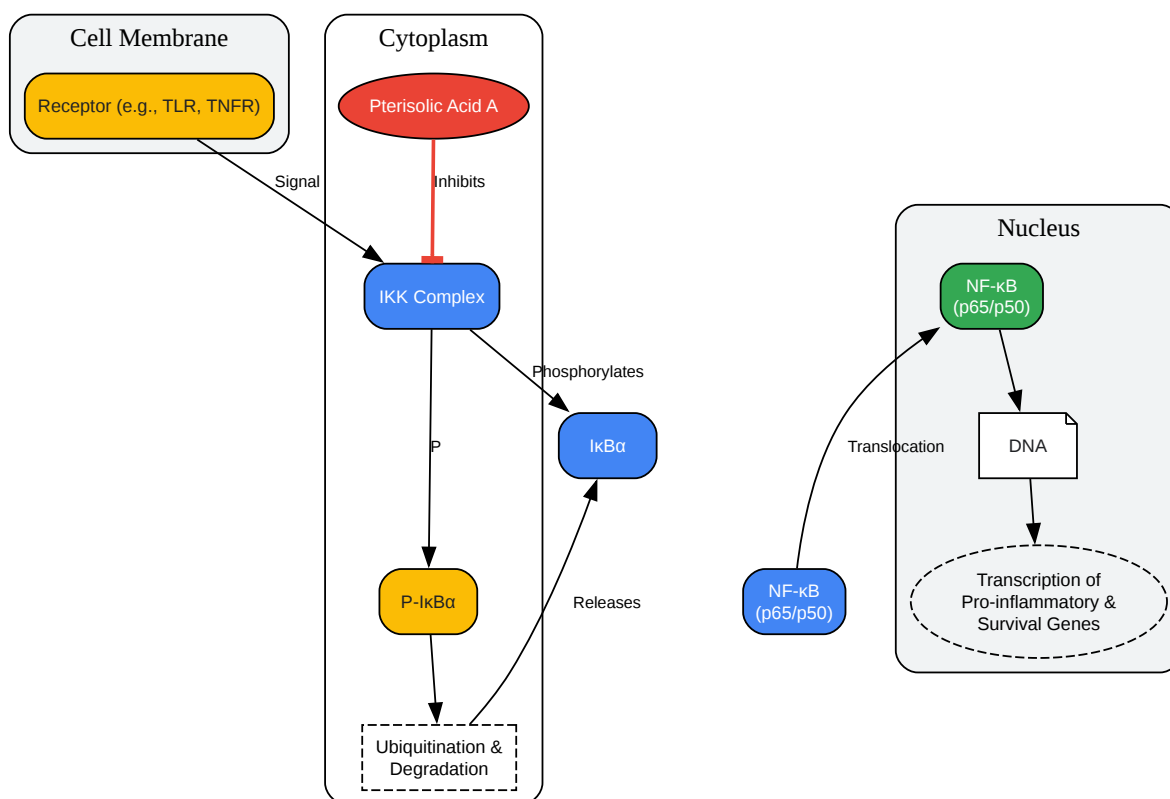 Cell Membrane
Receptor (e.g., TLR, TNFR)
Cytoplasm
Pterisolic Acid A
Signal
Inhibits
IKK Complex
Phosphorylates
IκBα
P
P-IκBα
Releases
Ubiquitination &
Degradation
NF-κB
(p65/p50)
Translocation
Nucleus
NF-κB
(p65/p50)
DNA
Transcription of
Pro-inflammatory &
Survival Genes